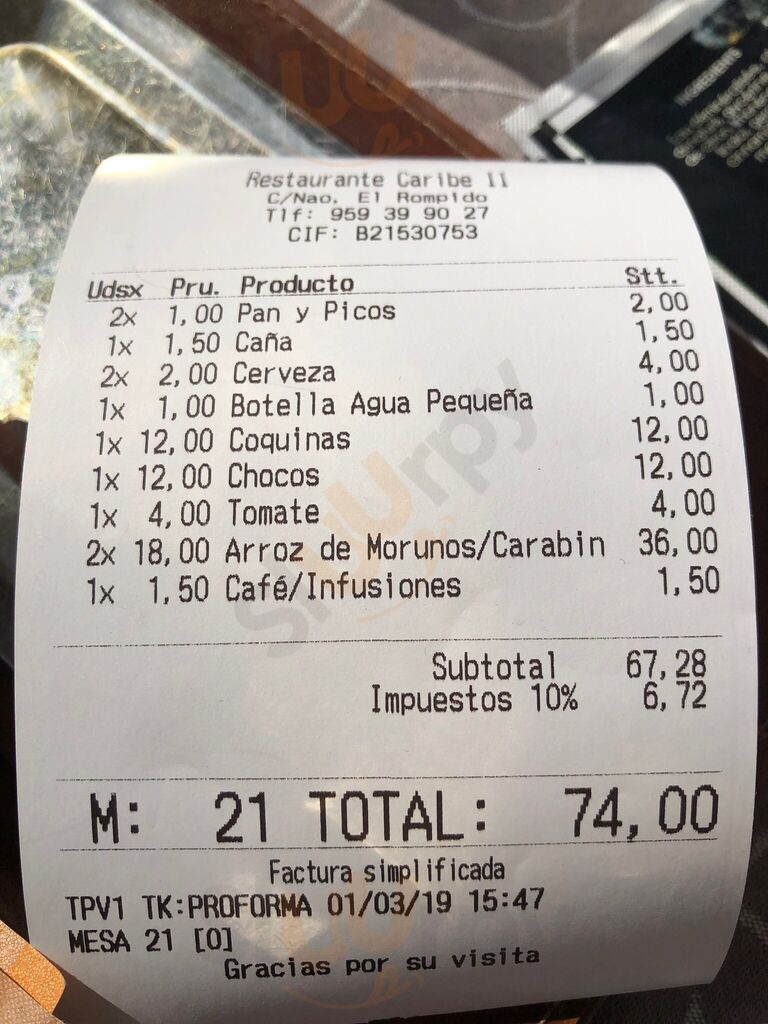 Restaurante Caribe II
C/Nao. El Rompido
Tlf: 959 39 90 27
CIF: B21530753
Udsx Pru. Producto Stt.
2x 1,00 Pan y Picos 2,00
1x 1,50 Caña 1,50
2x 2,00 Cerveza 4,00
1x 1,00 Botella Agua Pequeña 1,00
1x 12,00 Coquinas 12,00
1x 12,00 Chocos 12,00
1x 4,00 Tomate 4,00
2x 18,00 Arroz de Morunos/Carabin 36,00
1x 1,50 Café/Infusiones 1,50
Subtotal 67,28
Impuestos 10% 6,72
M: 21 TOTAL: 74,00
Factura simplificada
TPV1 TK:PROFORMA 01/03/19 15:47
MESA 21 [0]
Gracias por su visita